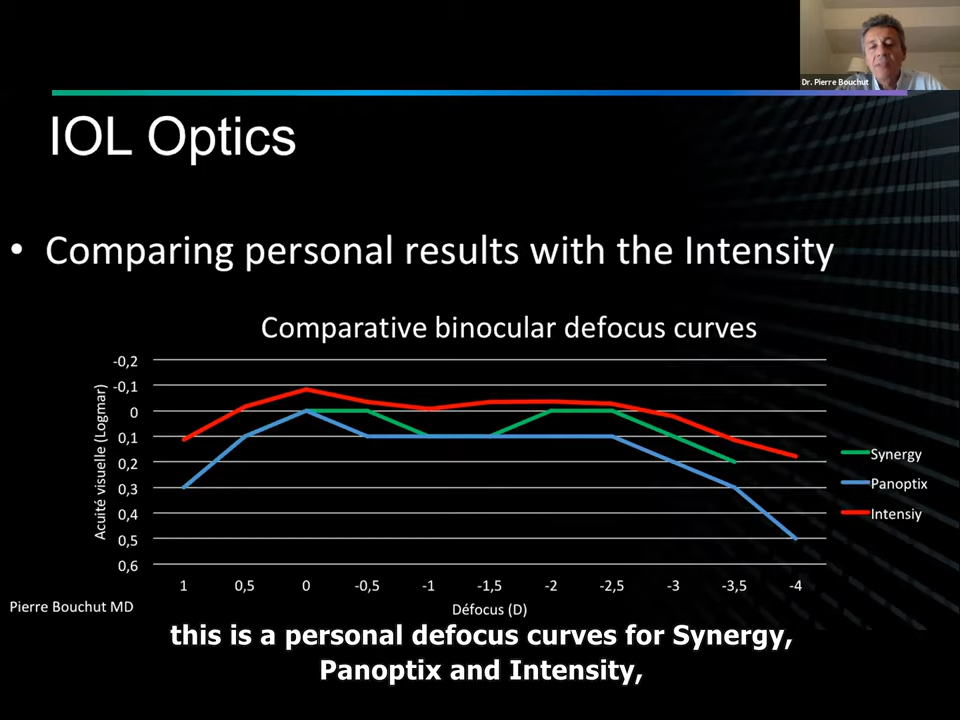 Dr. Pierre Bouchut
IOL Optics
• Comparing personal results with the Intensity
Comparative binocular defocus curves
Acuité visuelle (Logmar)
-0,2
-0,1
0
0,1
0,2
0,3
0,4
0,5
0,6
1 0,5 0 -0,5 -1 -1,5 -2 -2,5 -3 -3,5 -4
Défocus (D)
Synergy
Panoptix
Intensiy
Pierre Bouchut MD
this is a personal defocus curves for Synergy,
Panoptix and Intensity,